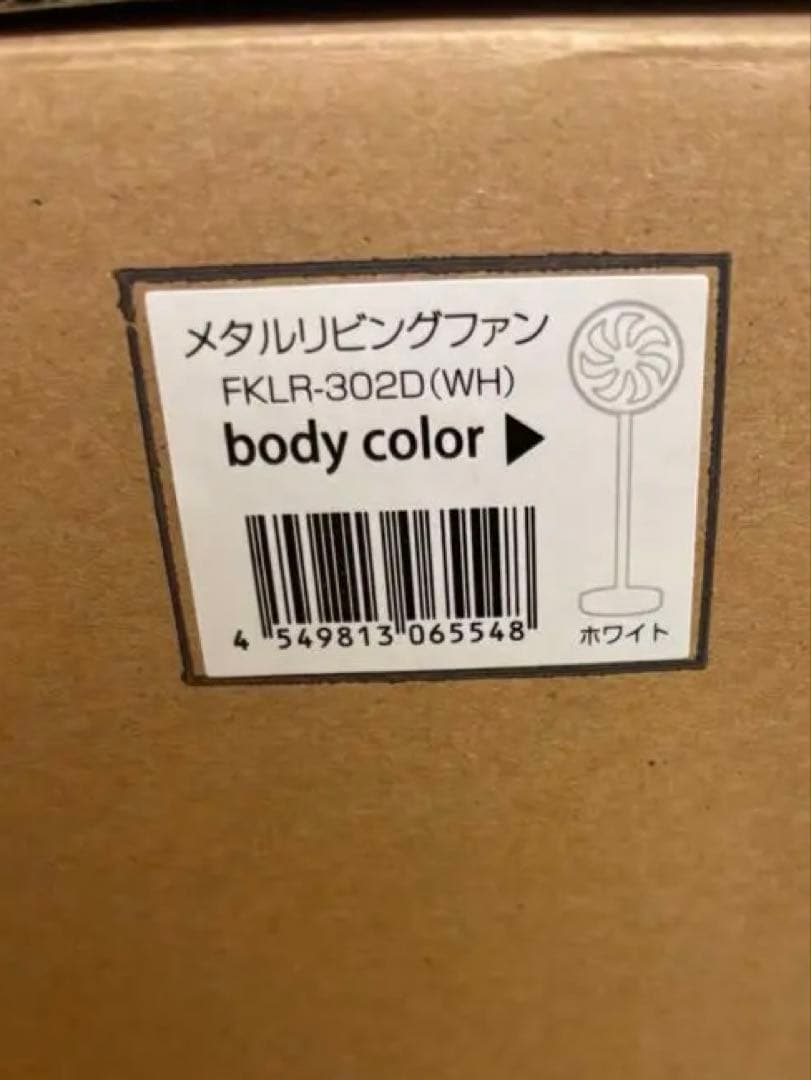 メタルリビングファン
FKLR-302D(WH)
body color ▶
4 549813 065548
ホワイト